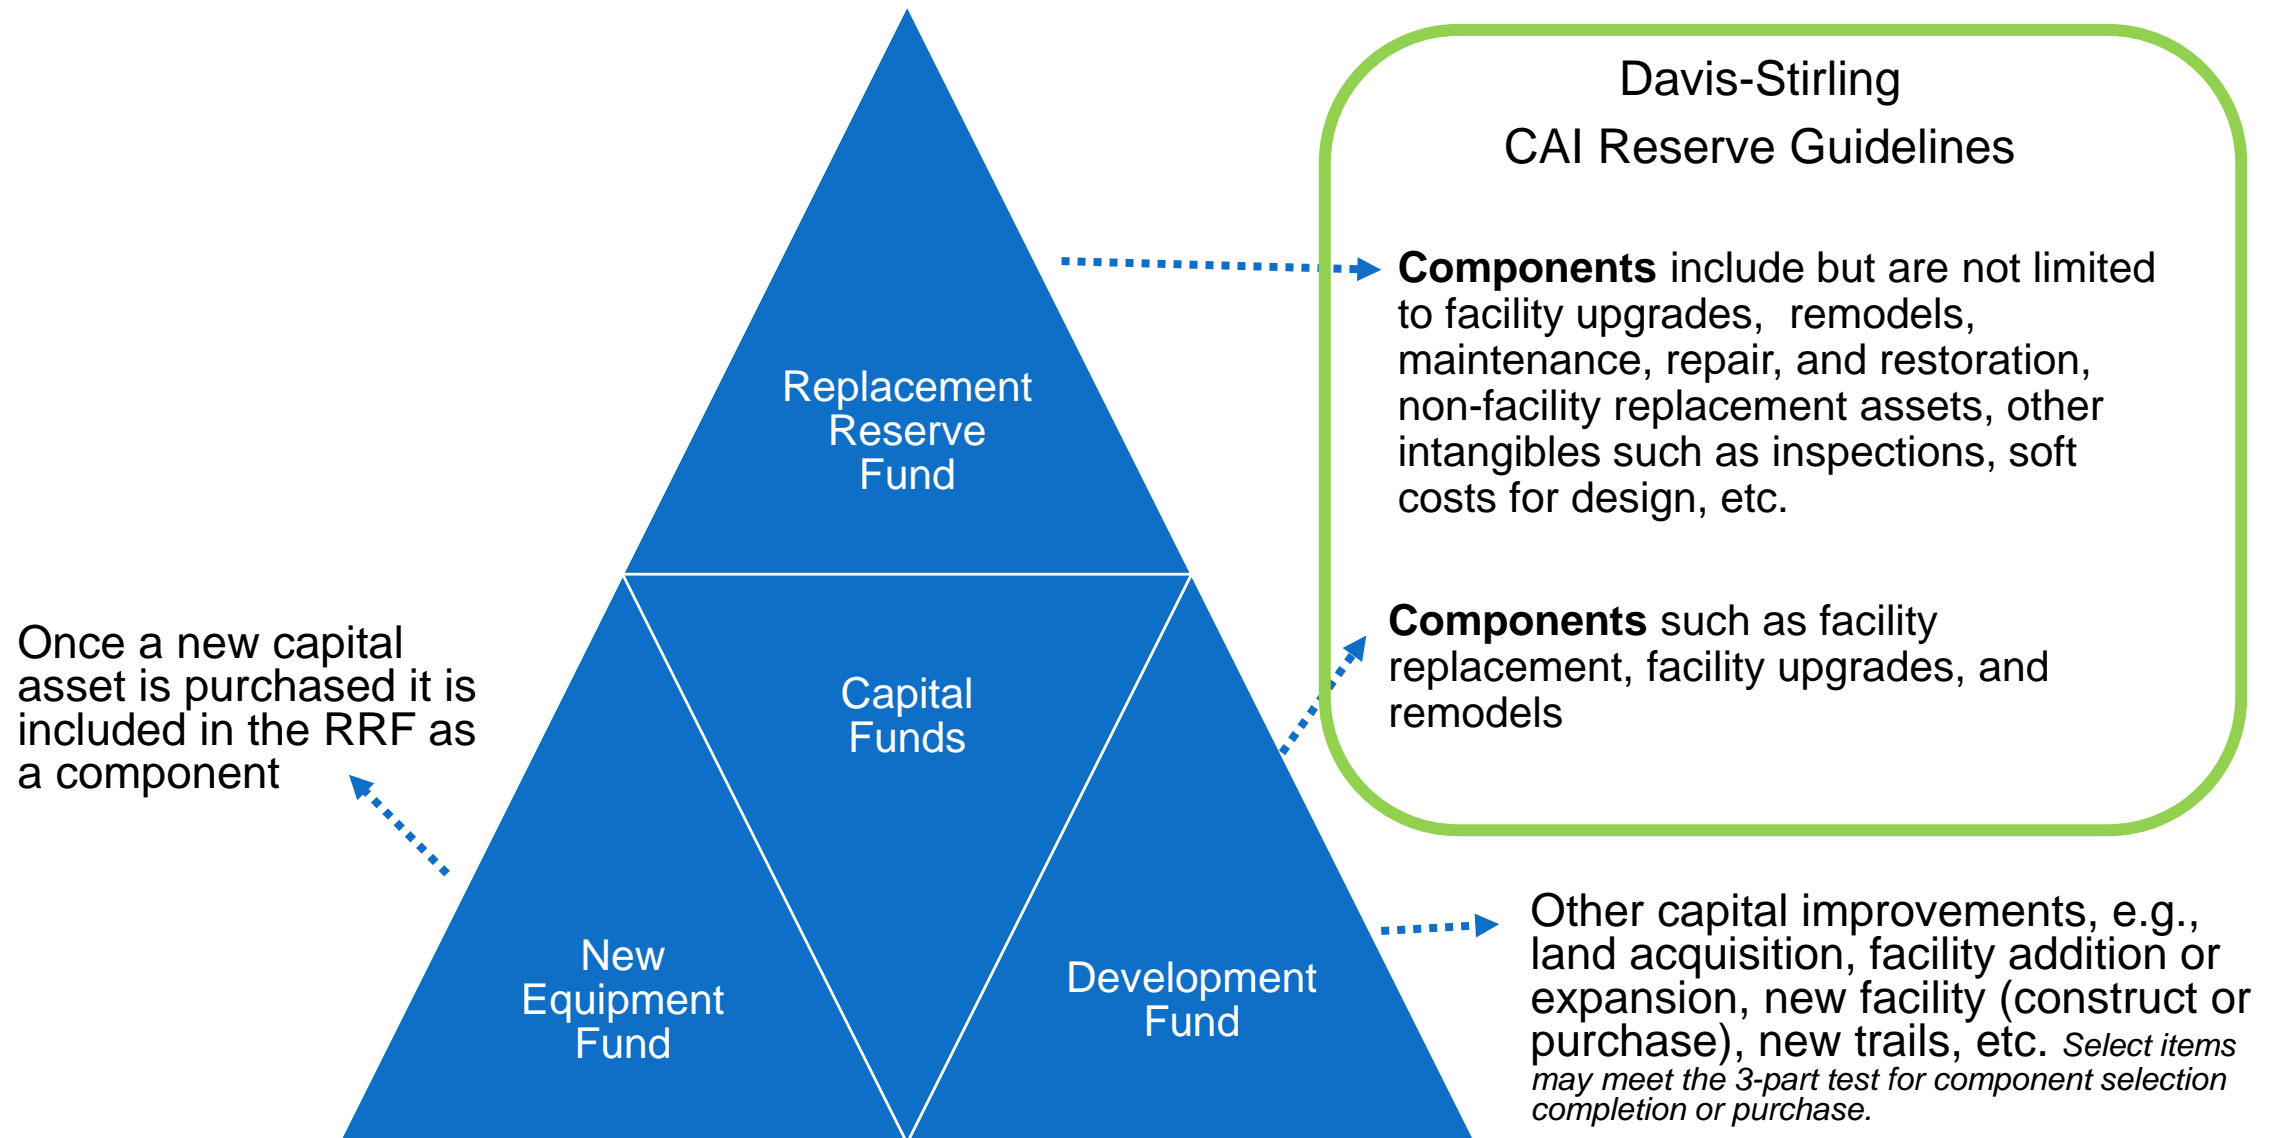 Davis-Stirling
CAI Reserve Guidelines
Components include but are not limited
to facility upgrades,  remodels,
maintenance, repair, and restoration,
non-facility replacement assets, other
intangibles such as inspections, soft
costs for design, etc.
Replacement
Reserve
Fund
Components such as facility
replacement, facility upgrades, and
remodels
Once a new capital
asset is purchased it is
included in the RRF as
a component
Capital
Funds
New
Equipment
Fund
Development
Fund
Other capital improvements, e.g.,
land acquisition, facility addition or
expansion, new facility (construct or
purchase), new trails, etc. Select items
may meet the 3-part test for component selection
completion or purchase.